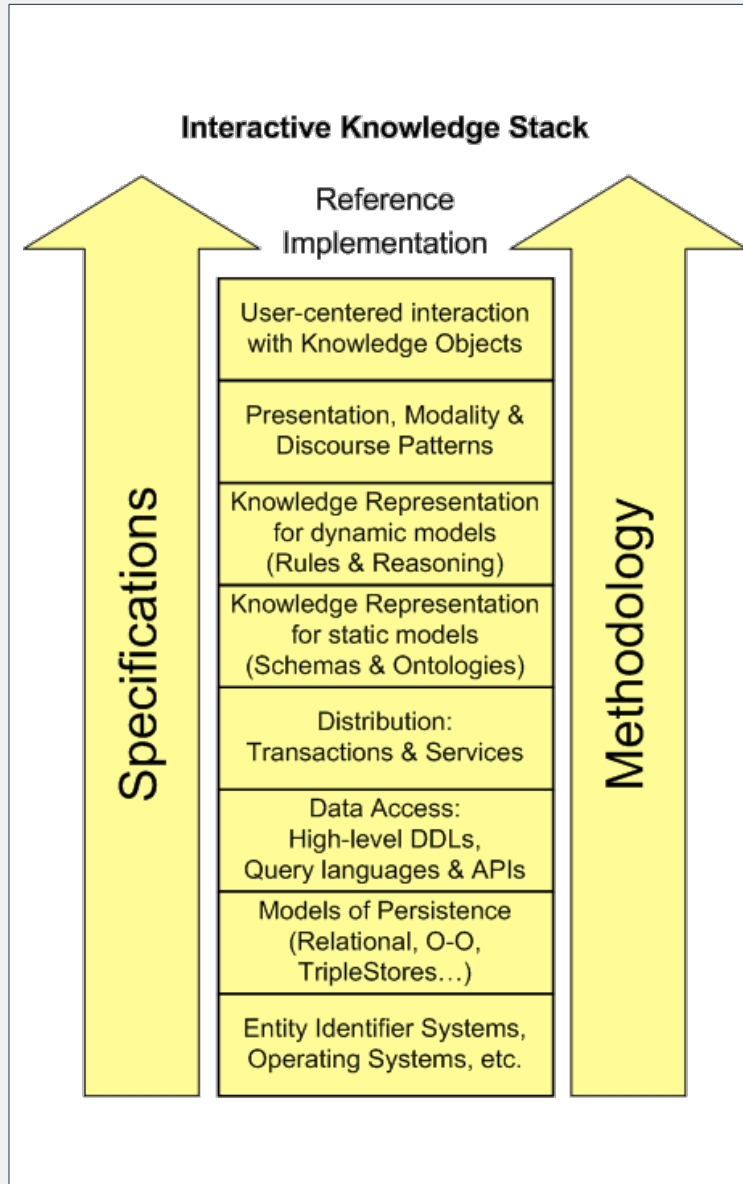 Interactive Knowledge Stack
Reference
Implementation
User-centered interaction
with Knowledge Objects
Presentation, Modality &
Discourse Patterns
Knowledge Representation
for dynamic models
(Rules & Reasoning)
Knowledge Representation
for static models
(Schemas & Ontologies)
Distribution:
Transactions & Services
Data Access:
High-level DDLs,
Query languages & APIs
Models of Persistence
(Relational, O-O,
TripleStores…)
Entity Identifier Systems,
Operating Systems, etc.
Specifications
Methodology